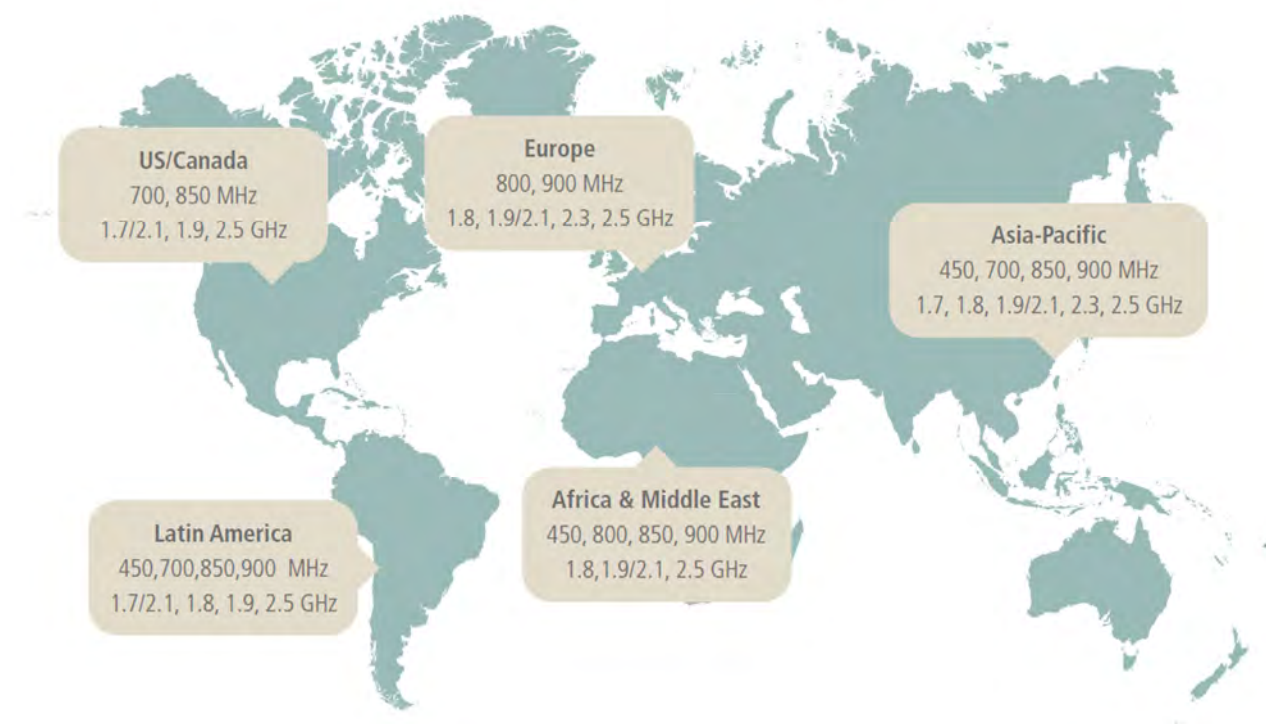 US/Canada
700, 850 MHz
1.7/2.1, 1.9, 2.5 GHz
Europe
800, 900 MHz
1.8, 1.9/2.1, 2.3, 2.5 GHz
Asia-Pacific
450, 700, 850, 900 MHz
1.7, 1.8, 1.9/2.1, 2.3, 2.5 GHz
Latin America
450,700,850,900 MHz
1.7/2.1, 1.8, 1.9, 2.5 GHz
Africa & Middle East
450, 800, 850, 900 MHz
1.8,1.9/2.1, 2.5 GHz